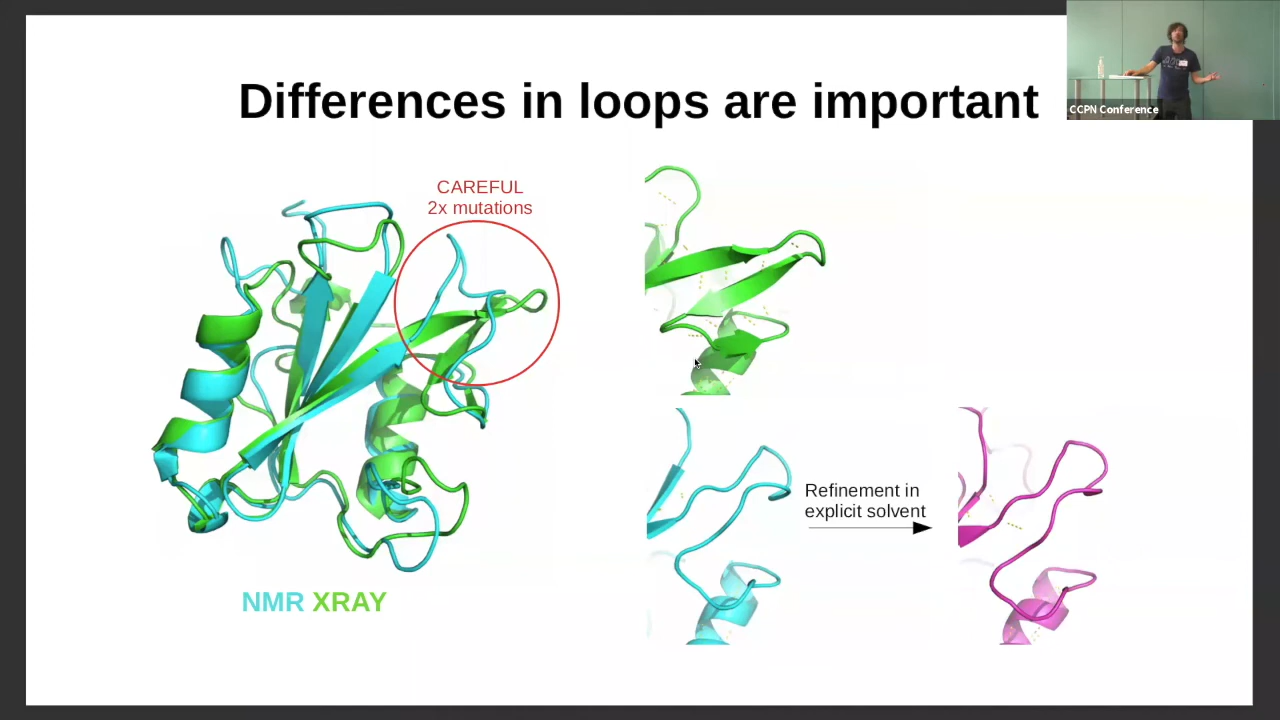 Differences in loops are important
CCPN Conference
CAREFUL
2x mutations
Refinement in
explicit solvent
NMR XRAY